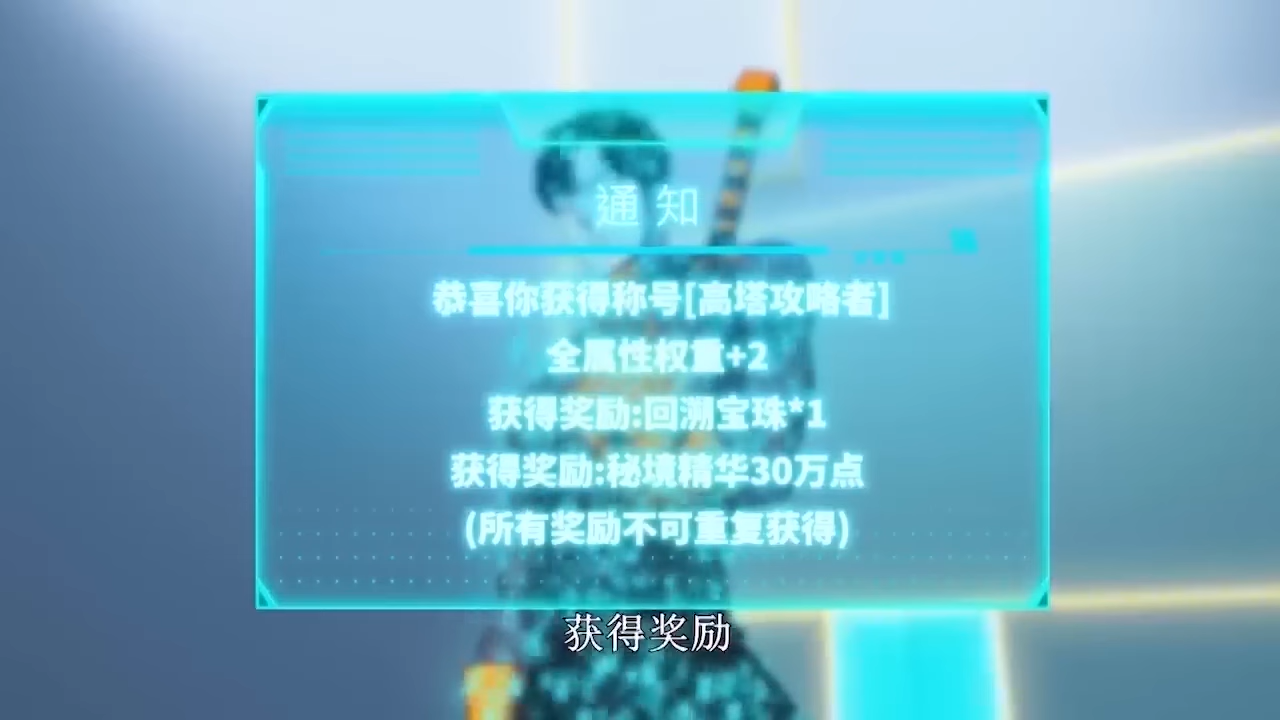 通知
恭喜你获得称号[高塔攻略者]
全属性权重+2
获得奖励:回溯宝珠*1
获得奖励:秘境精华30万点
(所有奖励不可重复获得)
获得奖励